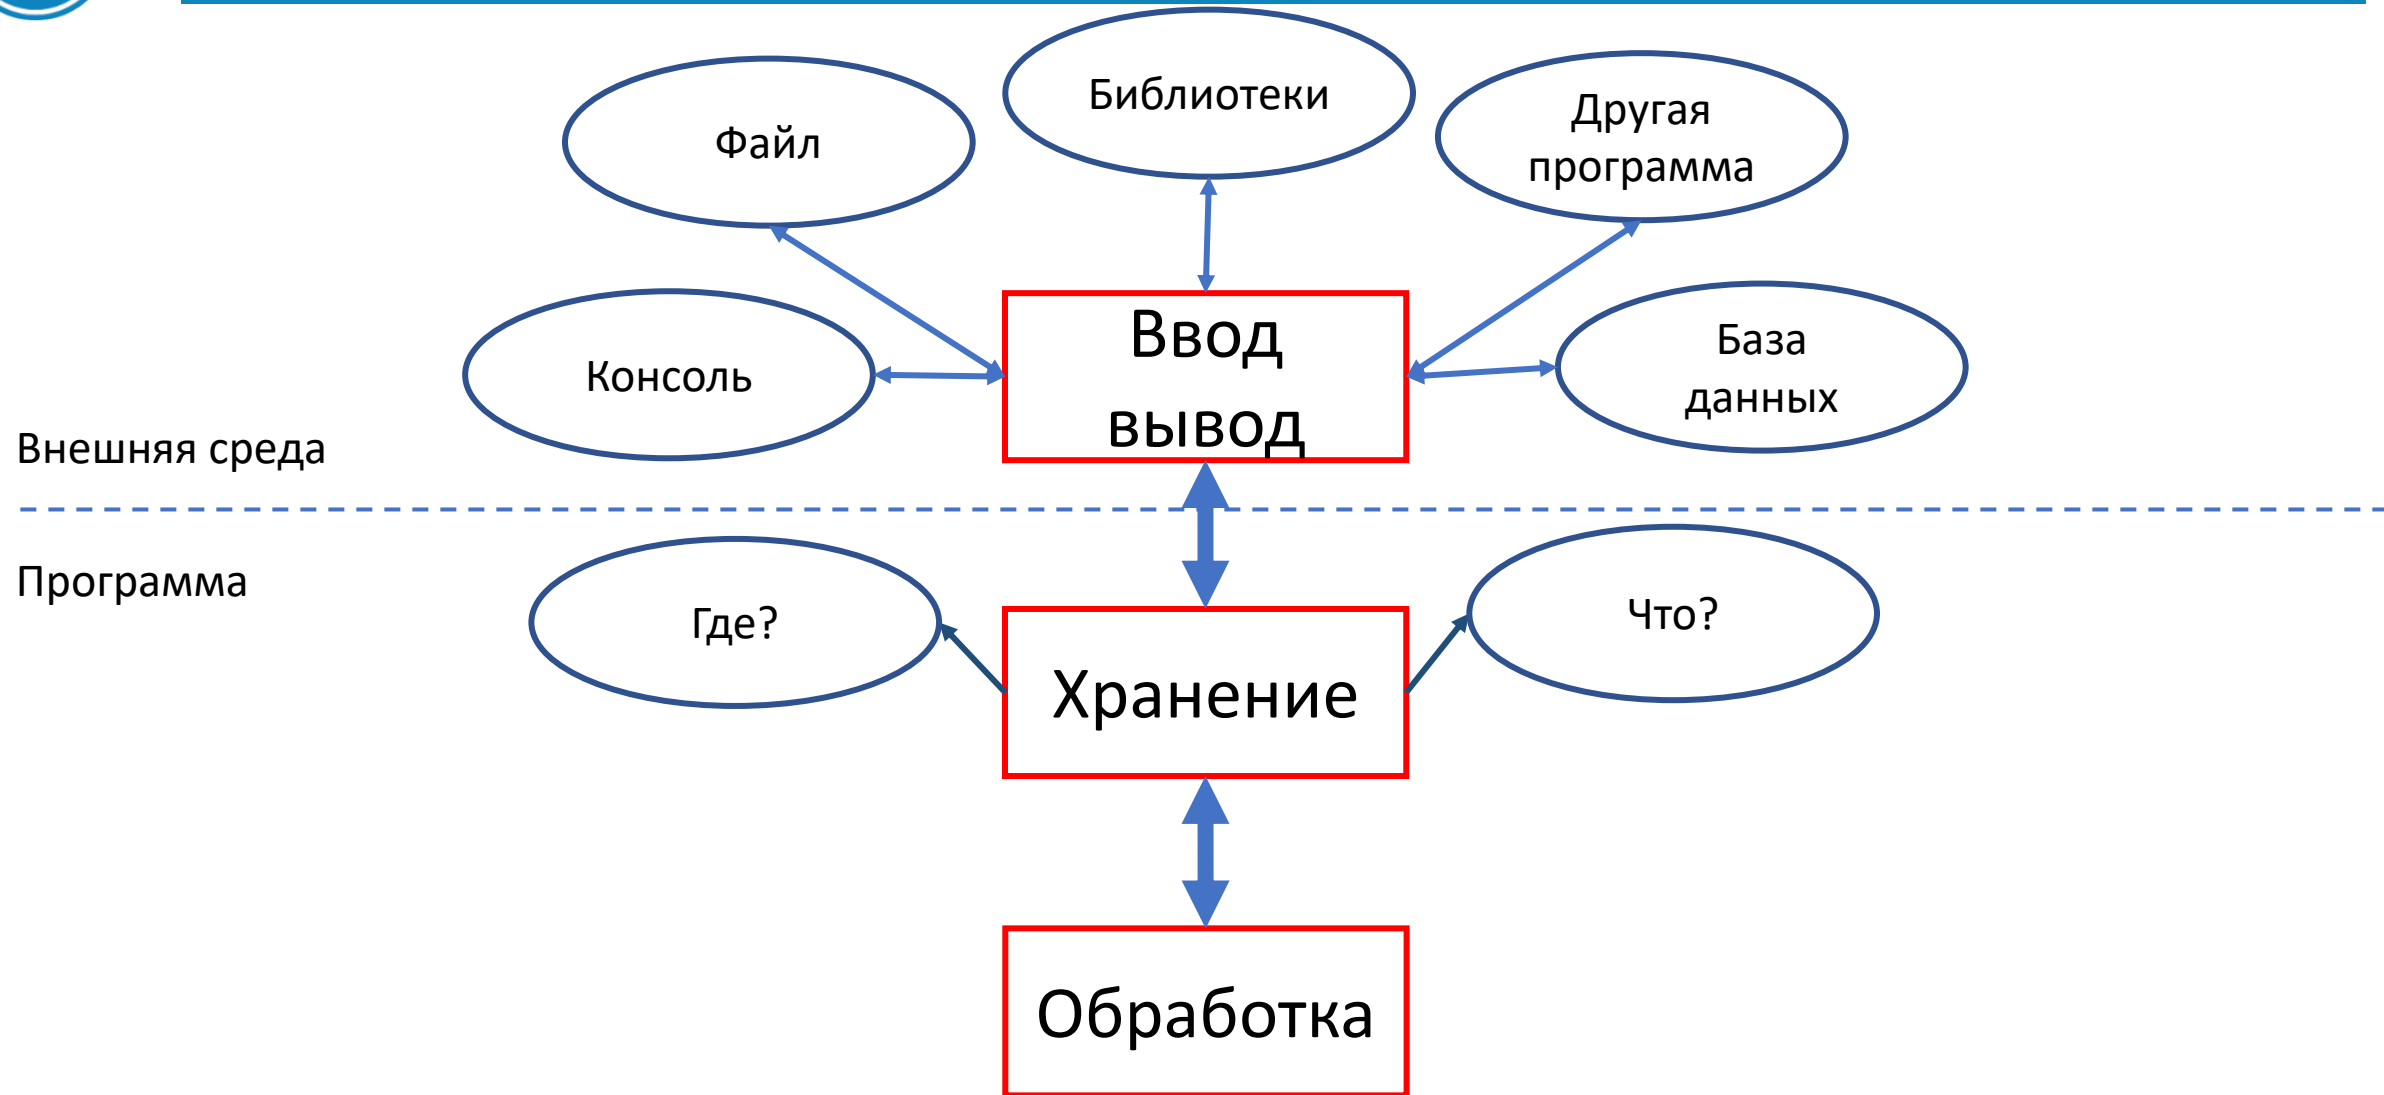 Библиотеки
Файл
Другая
программа
Консоль
Ввод
вывод
База
данных
Внешняя среда
Программа
Где?
Что?
Хранение
Обработка